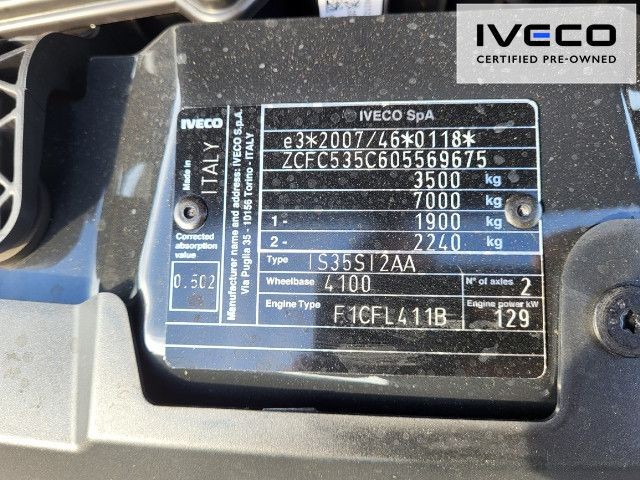 IVECO
CERTIFIED PRE-OWNED
IVECO
Made in
ITALY
Corrected
absorption
value
0.502
Manufacturer name and address: IVECO S.p.A.
Via Puglia 35 - 10156 Torino - ITALY
IVECO SpA
e3*2007/46*0118*
ZCFC535C605569675
3500 kg
7000 kg
1- 1900 kg
2- 2240 kg
Type IS35SI2AA
Wheelbase 4100 N° of axles 2
Engine Type F1CFL411B Engine power kW 129